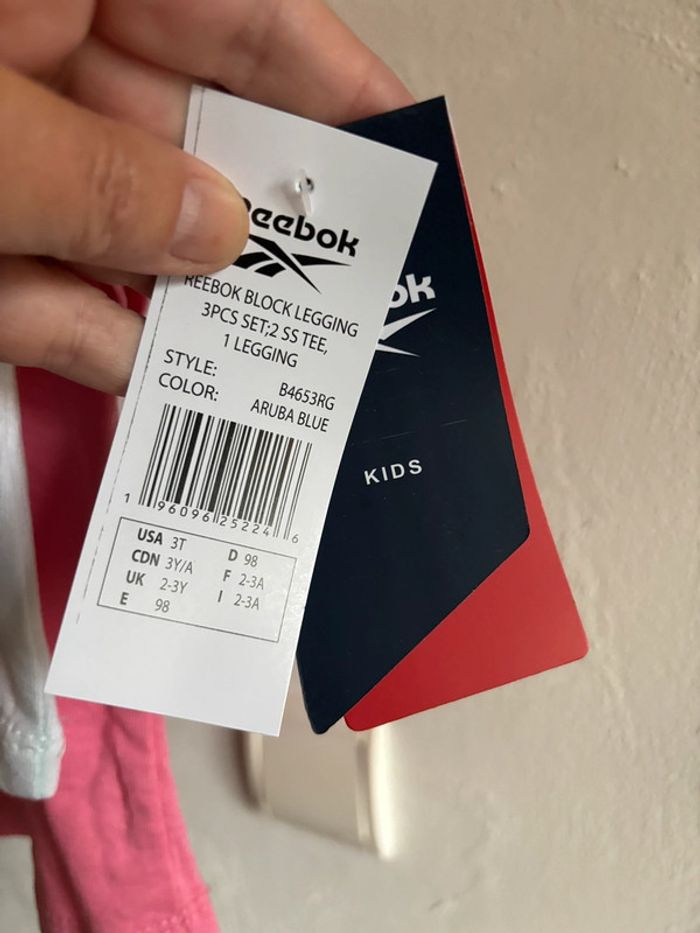 Reebok
REEBOK BLOCK LEGGING
3PCS SET;2 SS TEE,
1 LEGGING
STYLE: B4653RG
COLOR: ARUBA BLUE
1 96096 25224 6
USA 3T D 98
CDN 3Y/A F 2-3A
UK 2-3Y I 2-3A
E 98
ok
KIDS